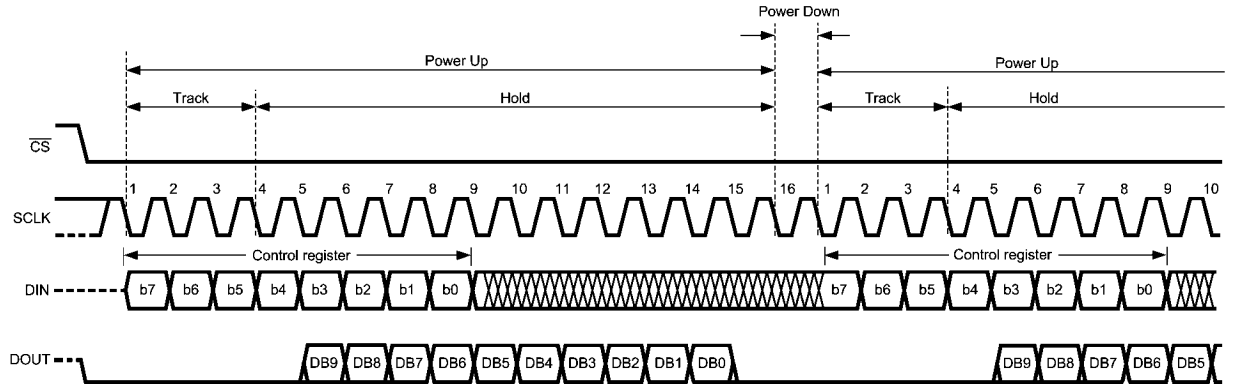 Power Down
Power Up Power Up
Track Hold Track Hold
CS
1 2 3 4 5 6 7 8 9 10 11 12 13 14 15 16 1 2 3 4 5 6 7 8 9 10
SCLK
Control register Control register
DIN b7 b6 b5 b4 b3 b2 b1 b0 b7 b6 b5 b4 b3 b2 b1 b0
DOUT DB9 DB8 DB7 DB6 DB5 DB4 DB3 DB2 DB1 DB0 DB9 DB8 DB7 DB6 DB5